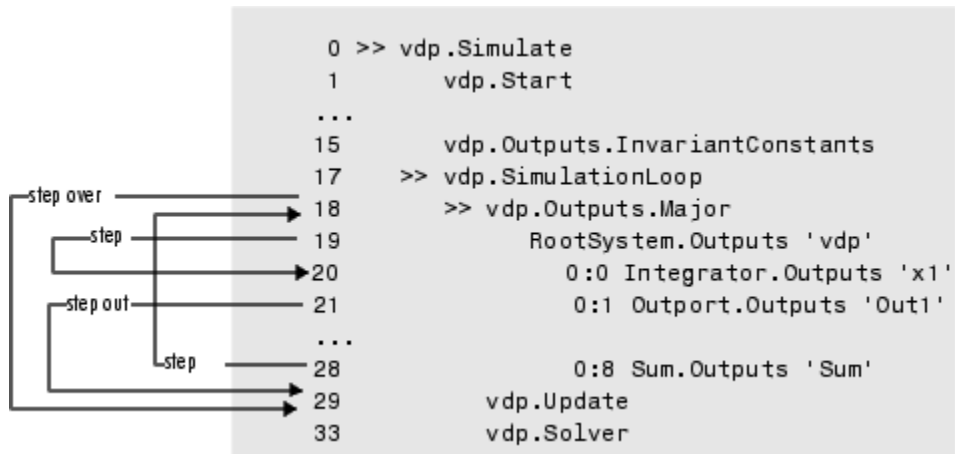 0 >> vdp.Simulate
1 vdp.Start
...
15 vdp.Outputs.InvariantConstants
17 >> vdp.SimulationLoop
step over
18 >> vdp.Outputs.Major
step
19 RootSystem.Outputs 'vdp'
20 0:0 Integrator.Outputs 'x1'
step out
21 0:1 Outport.Outputs 'Out1'
...
step
28 0:8 Sum.Outputs 'Sum'
29 vdp.Update
33 vdp.Solver